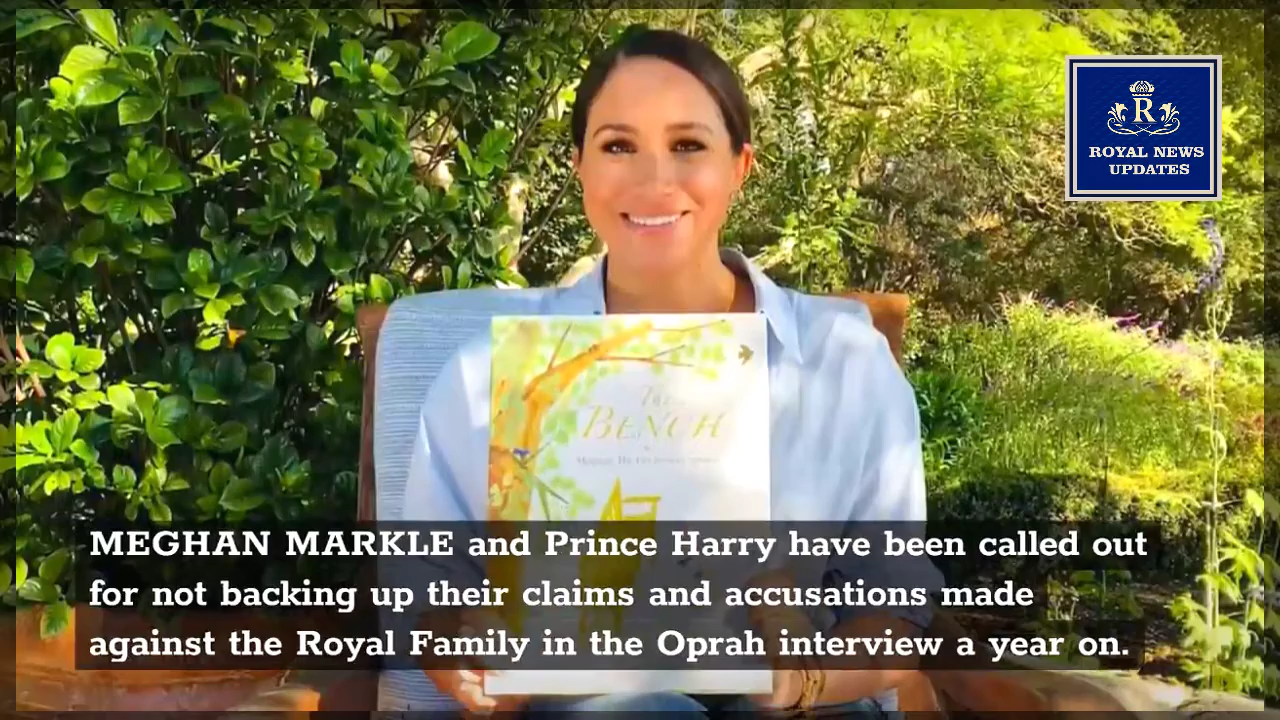 R
ROYAL NEWS
UPDATES
The
BENCH
MEGHAN MARKLE and Prince Harry have been called out
for not backing up their claims and accusations made
against the Royal Family in the Oprah interview a year on.